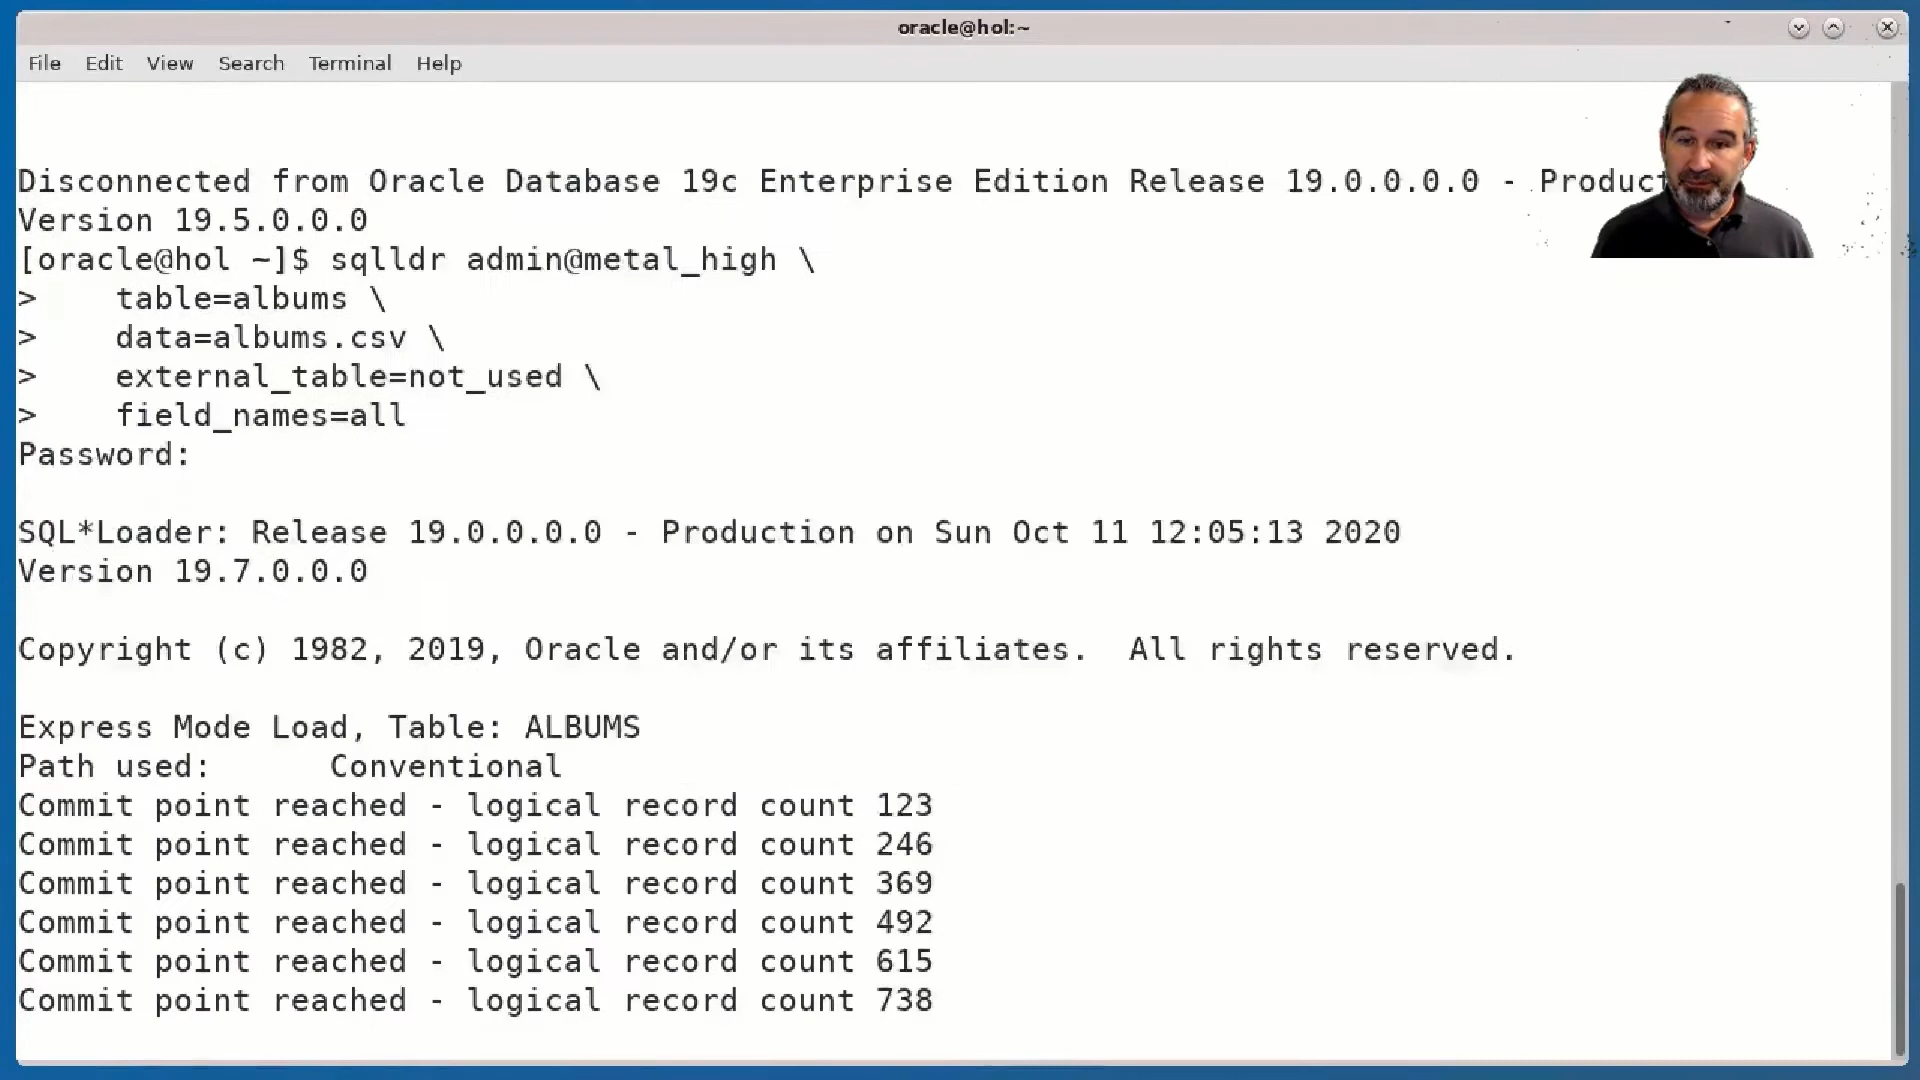 oracle@hol:~
File Edit View Search Terminal Help
Disconnected from Oracle Database 19c Enterprise Edition Release 19.0.0.0.0 - Product
Version 19.5.0.0.0
[oracle@hol ~]$ sqlldr admin@metal_high \
>     table=albums \
>     data=albums.csv \
>     external_table=not_used \
>     field_names=all
Password:
SQL*Loader: Release 19.0.0.0.0 - Production on Sun Oct 11 12:05:13 2020
Version 19.7.0.0.0
Copyright (c) 1982, 2019, Oracle and/or its affiliates.  All rights reserved.
Express Mode Load, Table: ALBUMS
Path used:      Conventional
Commit point reached - logical record count 123
Commit point reached - logical record count 246
Commit point reached - logical record count 369
Commit point reached - logical record count 492
Commit point reached - logical record count 615
Commit point reached - logical record count 738